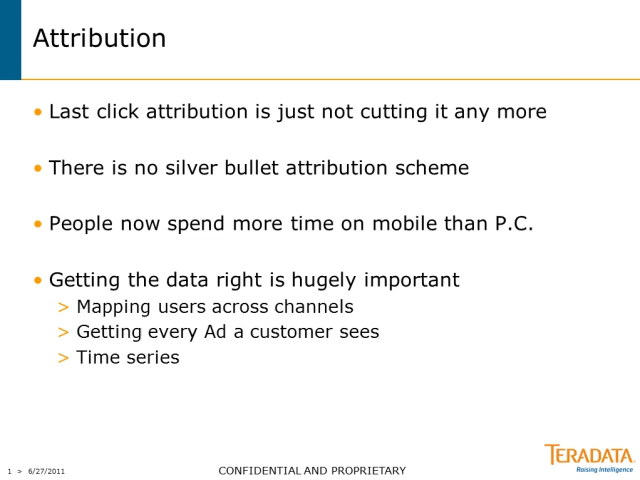 Attribution
• Last click attribution is just not cutting it any more
• There is no silver bullet attribution scheme
• People now spend more time on mobile than P.C.
• Getting the data right is hugely important
> Mapping users across channels
> Getting every Ad a customer sees
> Time series
1 > 6/27/2011
CONFIDENTIAL AND PROPRIETARY
TERADATA
Raising Intelligence